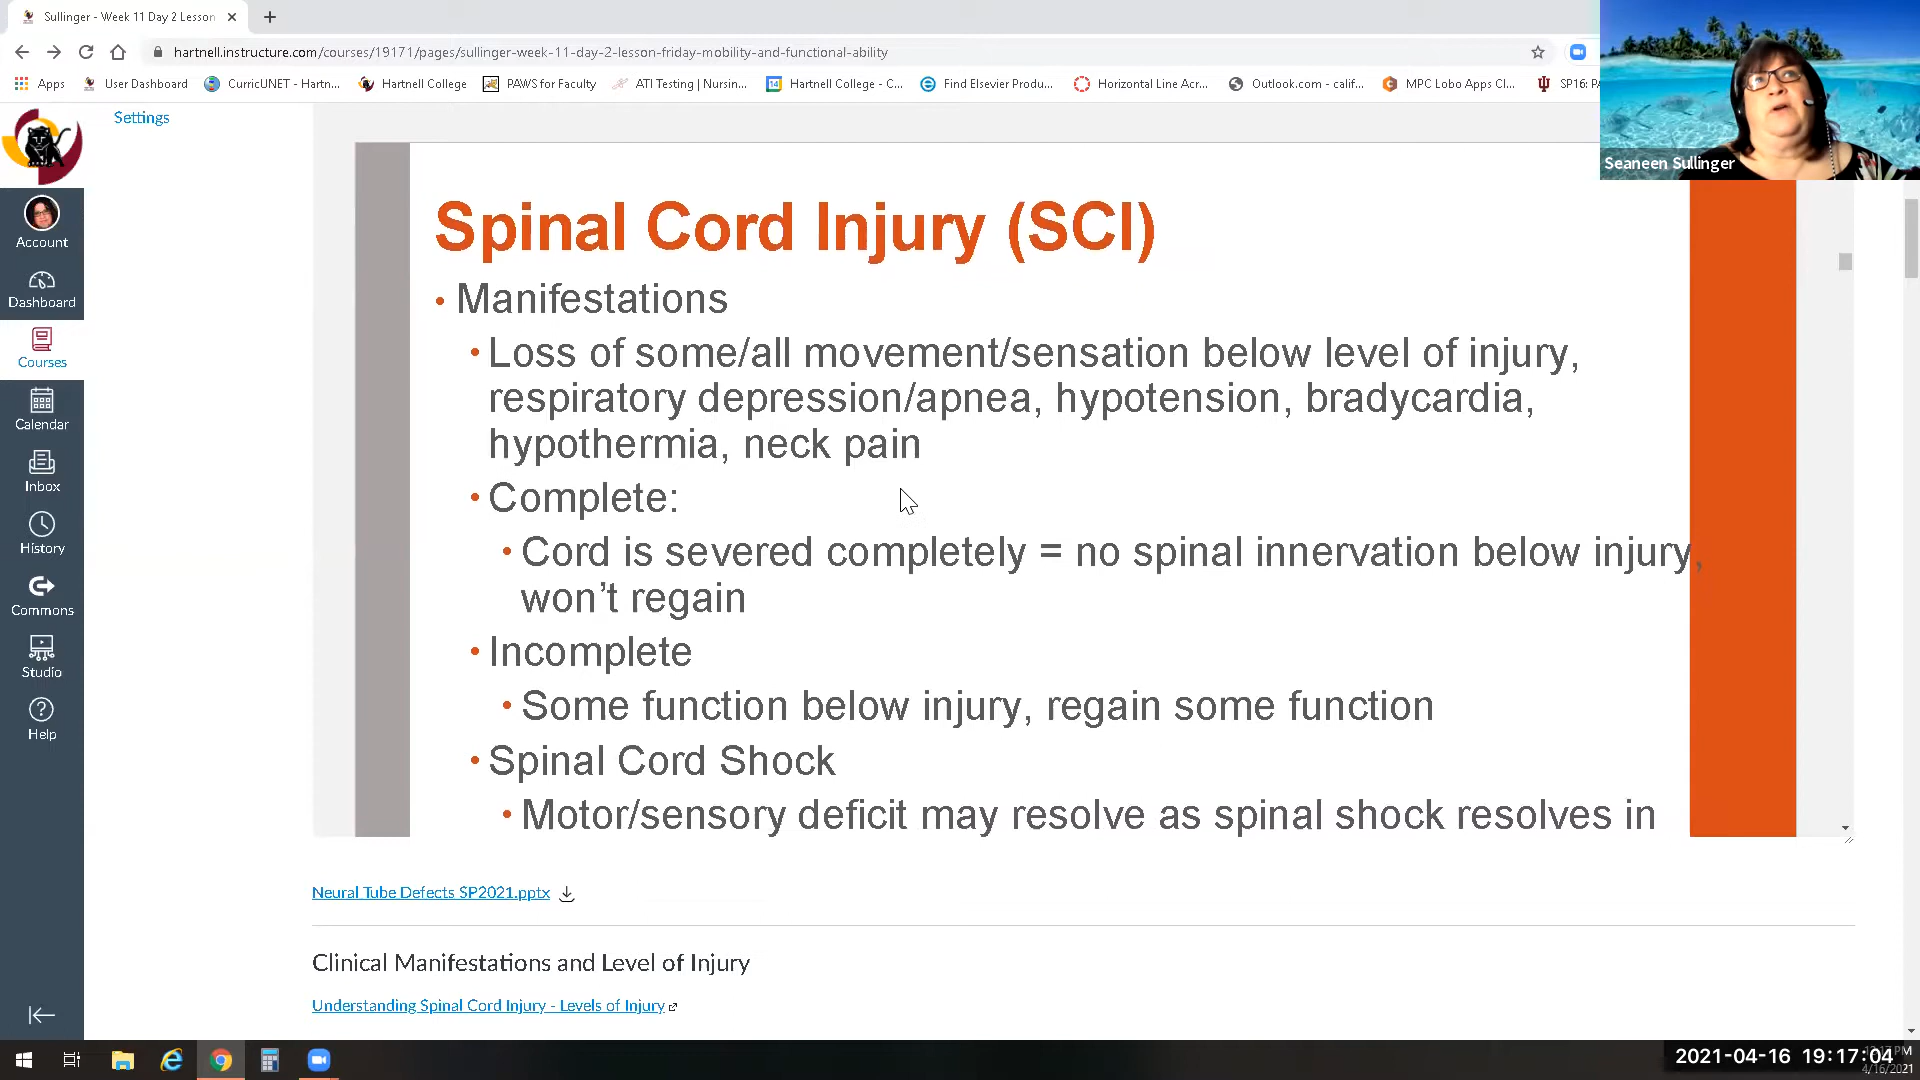 Sullinger - Week 11 Day 2 Lesson
hartnell.instructure.com/courses/19171/pages/sullinger-week-11-day-2-lesson-friday-mobility-and-functional-ability
Apps
User Dashboard
CurricUNET - Hartn...
Hartnell College
PAWS for Faculty
ATI Testing | Nursin...
14
Hartnell College - C...
Find Elsevier Produ...
Horizontal Line Acr...
Outlook.com - calif...
MPC Lobo Apps Cl...
SP16:
Seaneen Sullinger
Settings
Account
Dashboard
Courses
Calendar
Inbox
History
Commons
Studio
Help
Spinal Cord Injury (SCI)
• Manifestations
• Loss of some/all movement/sensation below level of injury,
respiratory depression/apnea, hypotension, bradycardia,
hypothermia, neck pain
• Complete:
• Cord is severed completely = no spinal innervation below injury,
won't regain
• Incomplete
• Some function below injury, regain some function
• Spinal Cord Shock
• Motor/sensory deficit may resolve as spinal shock resolves in
Neural Tube Defects SP2021.pptx
Clinical Manifestations and Level of Injury
Understanding Spinal Cord Injury - Levels of Injury
2021-04-16 19:17:04
4/16/2021